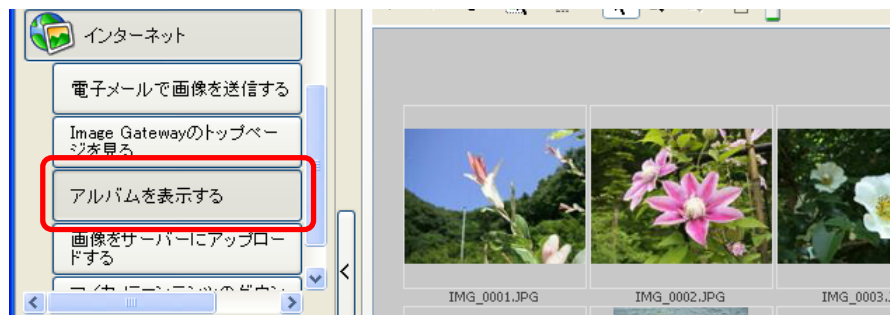 インターネット
電子メールで画像を送信する
Image Gatewayのトップペー
ジを見る
アルバムを表示する
画像をサーバーにアップロー
ドする
IMG_0001.JPG
IMG_0002.JPG
IMG_0003.